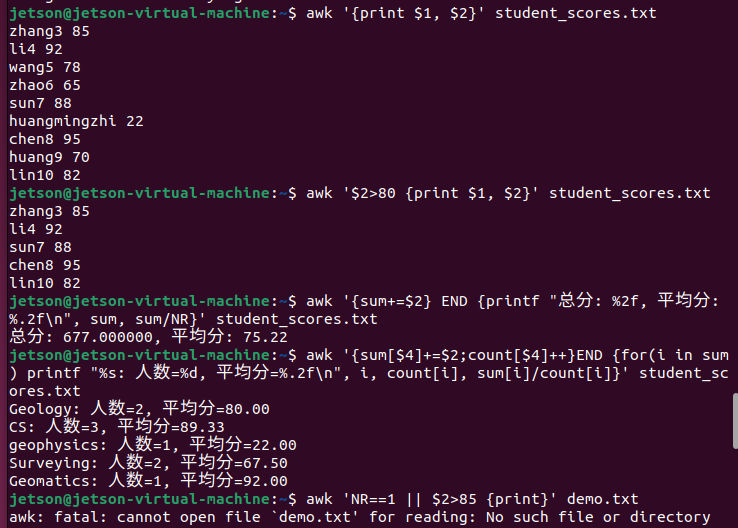 jetson@jetson-virtual-machine:~$ awk '{print $1, $2}' student_scores.txt
zhang3 85
li4 92
wang5 78
zhao6 65
sun7 88
huangmingzhi 22
chen8 95
huang9 70
lin10 82
jetson@jetson-virtual-machine:~$ awk '$2>80 {print $1, $2}' student_scores.txt
zhang3 85
li4 92
sun7 88
chen8 95
lin10 82
jetson@jetson-virtual-machine:~$ awk '{sum+=$2} END {printf "总分: %2f, 平均分:
%.2f\n", sum, sum/NR}' student_scores.txt
总分: 677.000000, 平均分: 75.22
jetson@jetson-virtual-machine:~$ awk '{sum[$4]+=$2;count[$4]++}END {for(i in sum
) printf "%s: 人数=%d, 平均分=%.2f\n", i, count[i], sum[i]/count[i]}' student_sc
ores.txt
Geology: 人数=2, 平均分=80.00
CS: 人数=3, 平均分=89.33
geophysics: 人数=1, 平均分=22.00
Surveying: 人数=2, 平均分=67.50
Geomatics: 人数=1, 平均分=92.00
jetson@jetson-virtual-machine:~$ awk 'NR==1 || $2>85 {print}' demo.txt
awk: fatal: cannot open file `demo.txt' for reading: No such file or directory